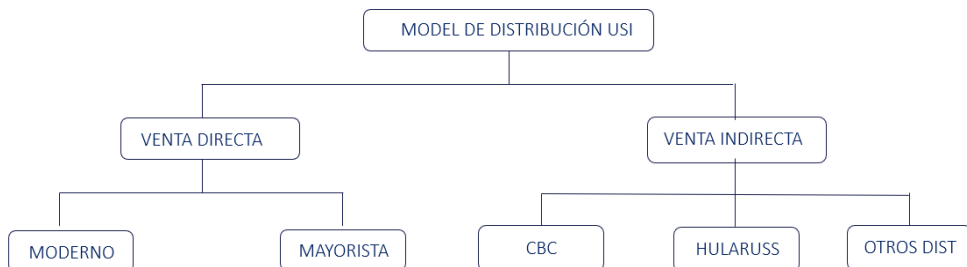 MODEL DE DISTRIBUCIÓN USI
VENTA DIRECTA
VENTA INDIRECTA
MODERNO
MAYORISTA
CBC
HULARUSS
OTROS DIST